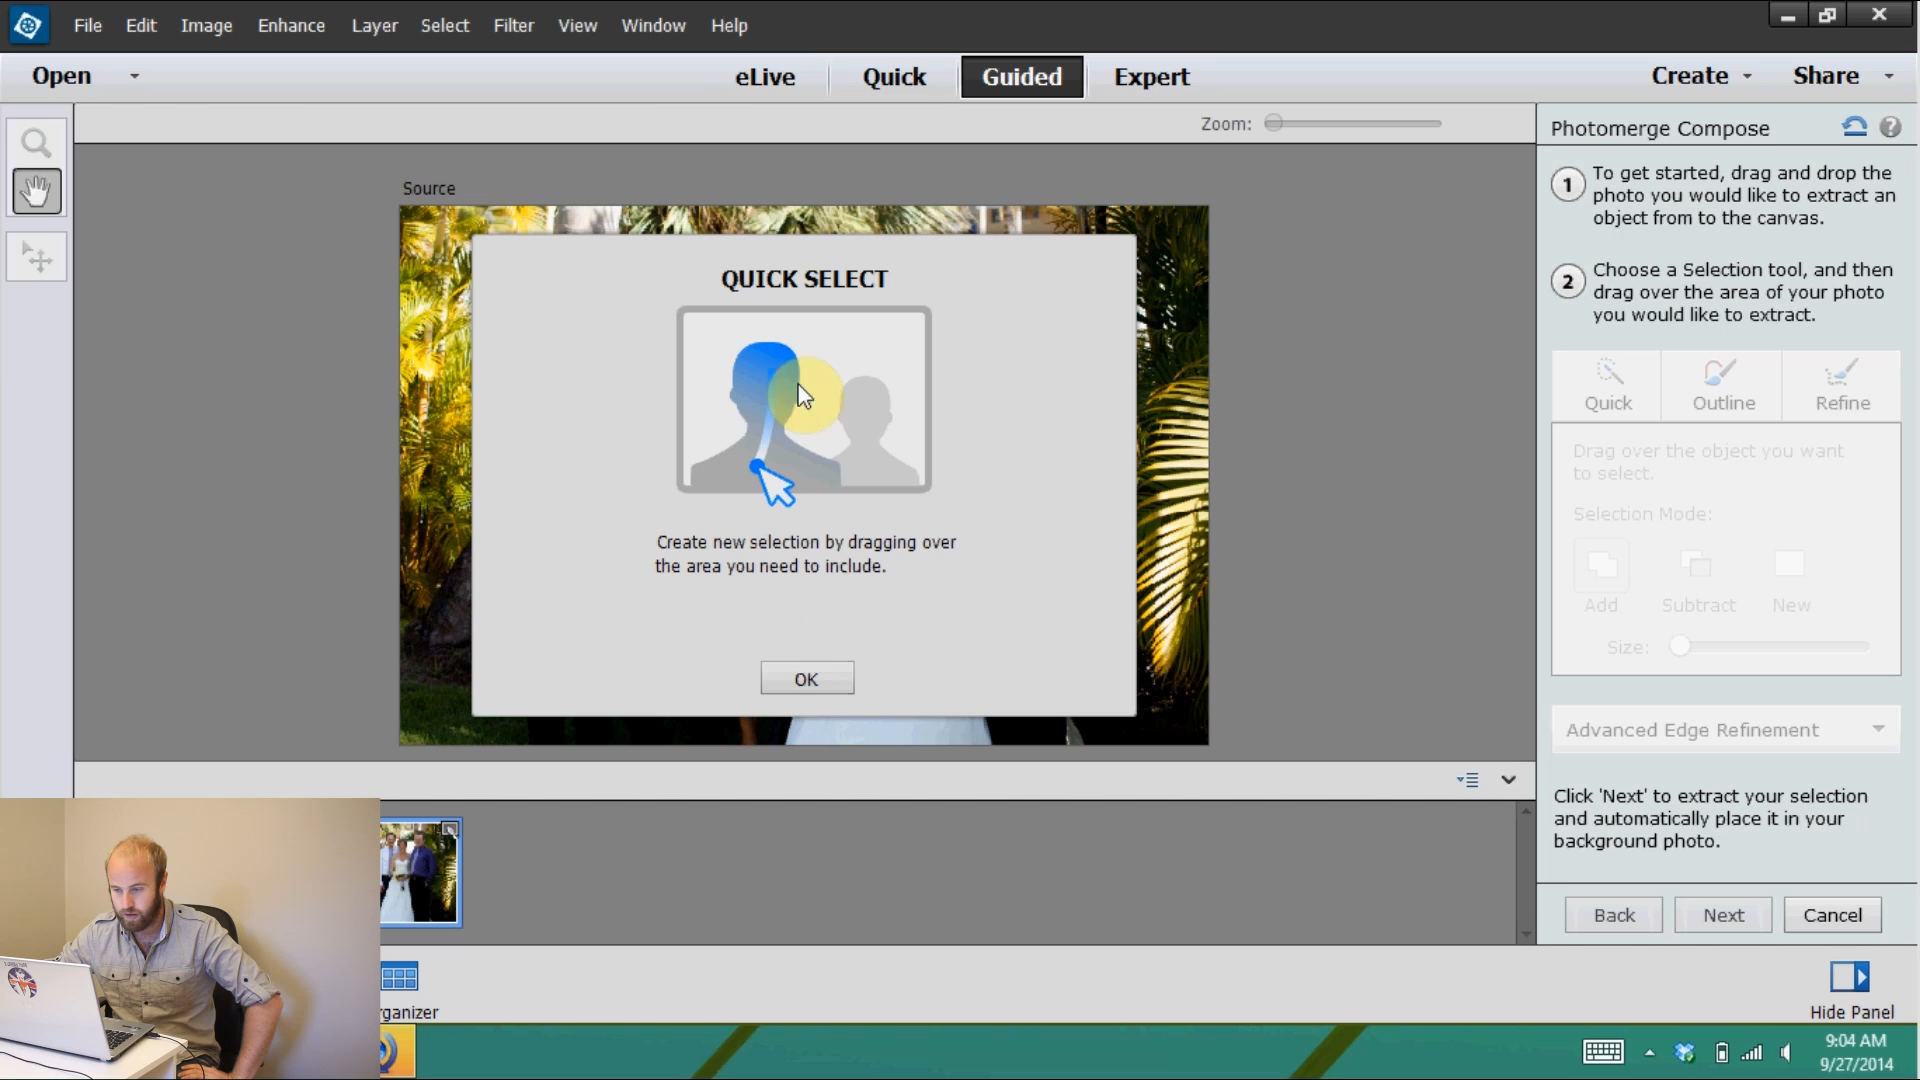 File Edit Image Enhance Layer Select Filter View Window Help
Open eLive Quick Guided Expert Create Share
Zoom:
Source
QUICK SELECT
Create new selection by dragging over
the area you need to include.
OK
Photomerge Compose
1 To get started, drag and drop the
photo you would like to extract an
object from to the canvas.
2 Choose a Selection tool, and then
drag over the area of your photo
you would like to extract.
Quick Outline Refine
Drag over the object you want
to select.
Selection Mode:
Add Subtract New
Size:
Advanced Edge Refinement
Click 'Next' to extract your selection
and automatically place it in your
background photo.
Back Next Cancel
rganizer
Hide Panel
9:04 AM
9/27/2014